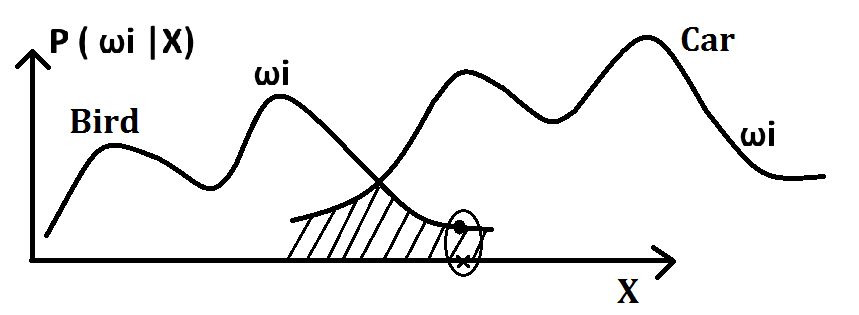 P ( ωi |X)
ωi
Car
Bird
ωi
X